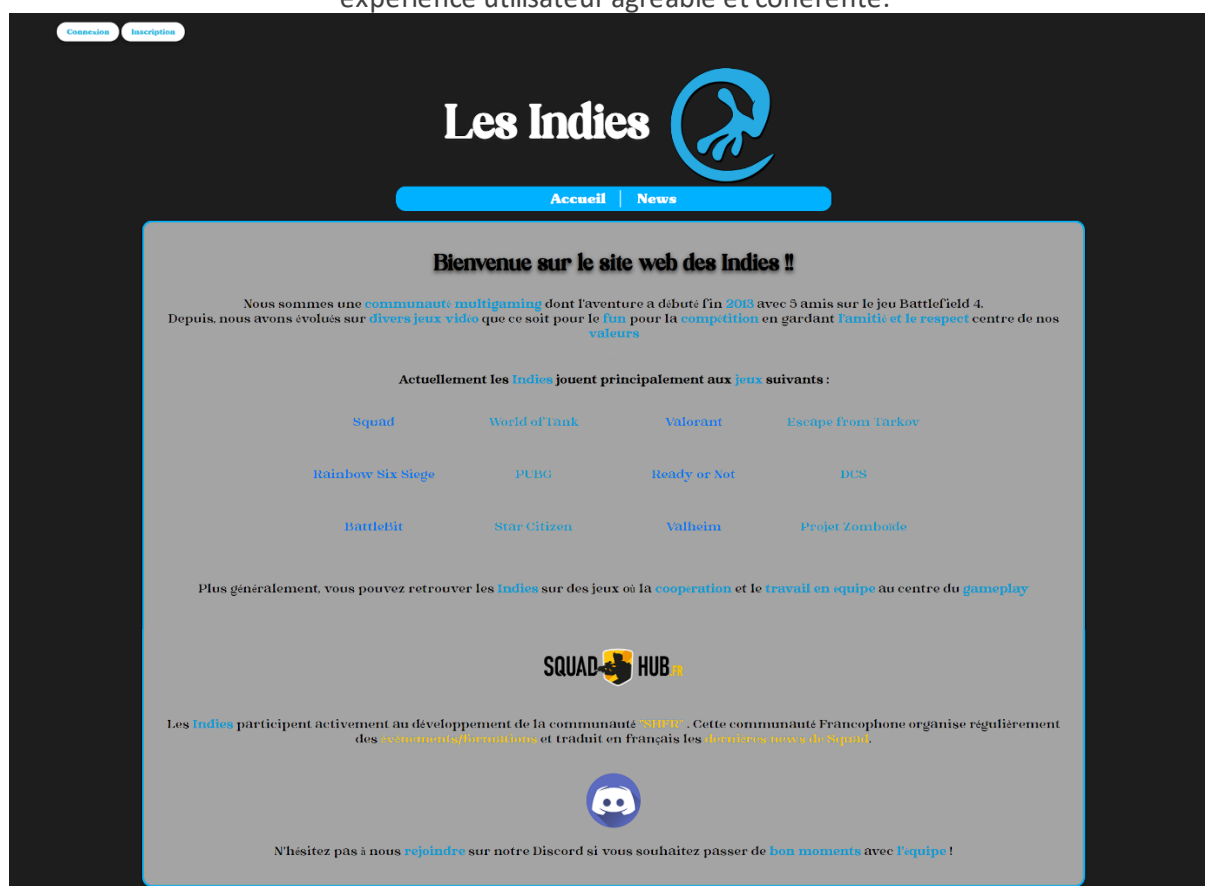 expérience utilisateur agréable et cohérente.
Connexion Inscription
Les Indies
Accueil | News
Bienvenue sur le site web des Indies !!
Nous sommes une communauté multigaming dont l'aventure a débuté fin 2013 avec 5 amis sur le jeu Battlefield 4.
Depuis, nous avons évolués sur divers jeux vidéo que ce soit pour le fun pour la compétition en gardant l'amitié et le respect centre de nos
valeurs
Actuellement les Indies jouent principalement aux jeux suivants :
Squad World of Tank Valorant Escape from Tarkov
Rainbow Six Siege PUBG Ready or Not DCS
BattleBit Star Citizen Valheim Projet Zomboïde
Plus généralement, vous pouvez retrouver les Indies sur des jeux où la coopération et le travail en équipe au centre du gameplay
SQUAD HUB.FR
Les Indies participent activement au développement de la communauté "SHFR" . Cette communauté Francophone organise régulièrement
des événements/formations et traduit en français les dernières news de Squad.
N'hésitez pas à nous rejoindre sur notre Discord si vous souhaitez passer de bon moments avec l'équipe !